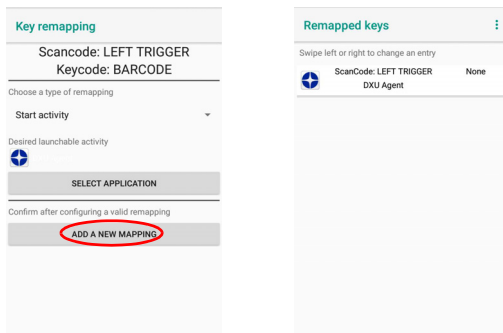 Key remapping
Scancode: LEFT TRIGGER
Keycode: BARCODE
Choose a type of remapping
Start activity
Desired launchable activity
SELECT APPLICATION
Confirm after configuring a valid remapping
ADD A NEW MAPPING
Remapped keys
Swipe left or right to change an entry
ScanCode: LEFT TRIGGER None
DXU Agent